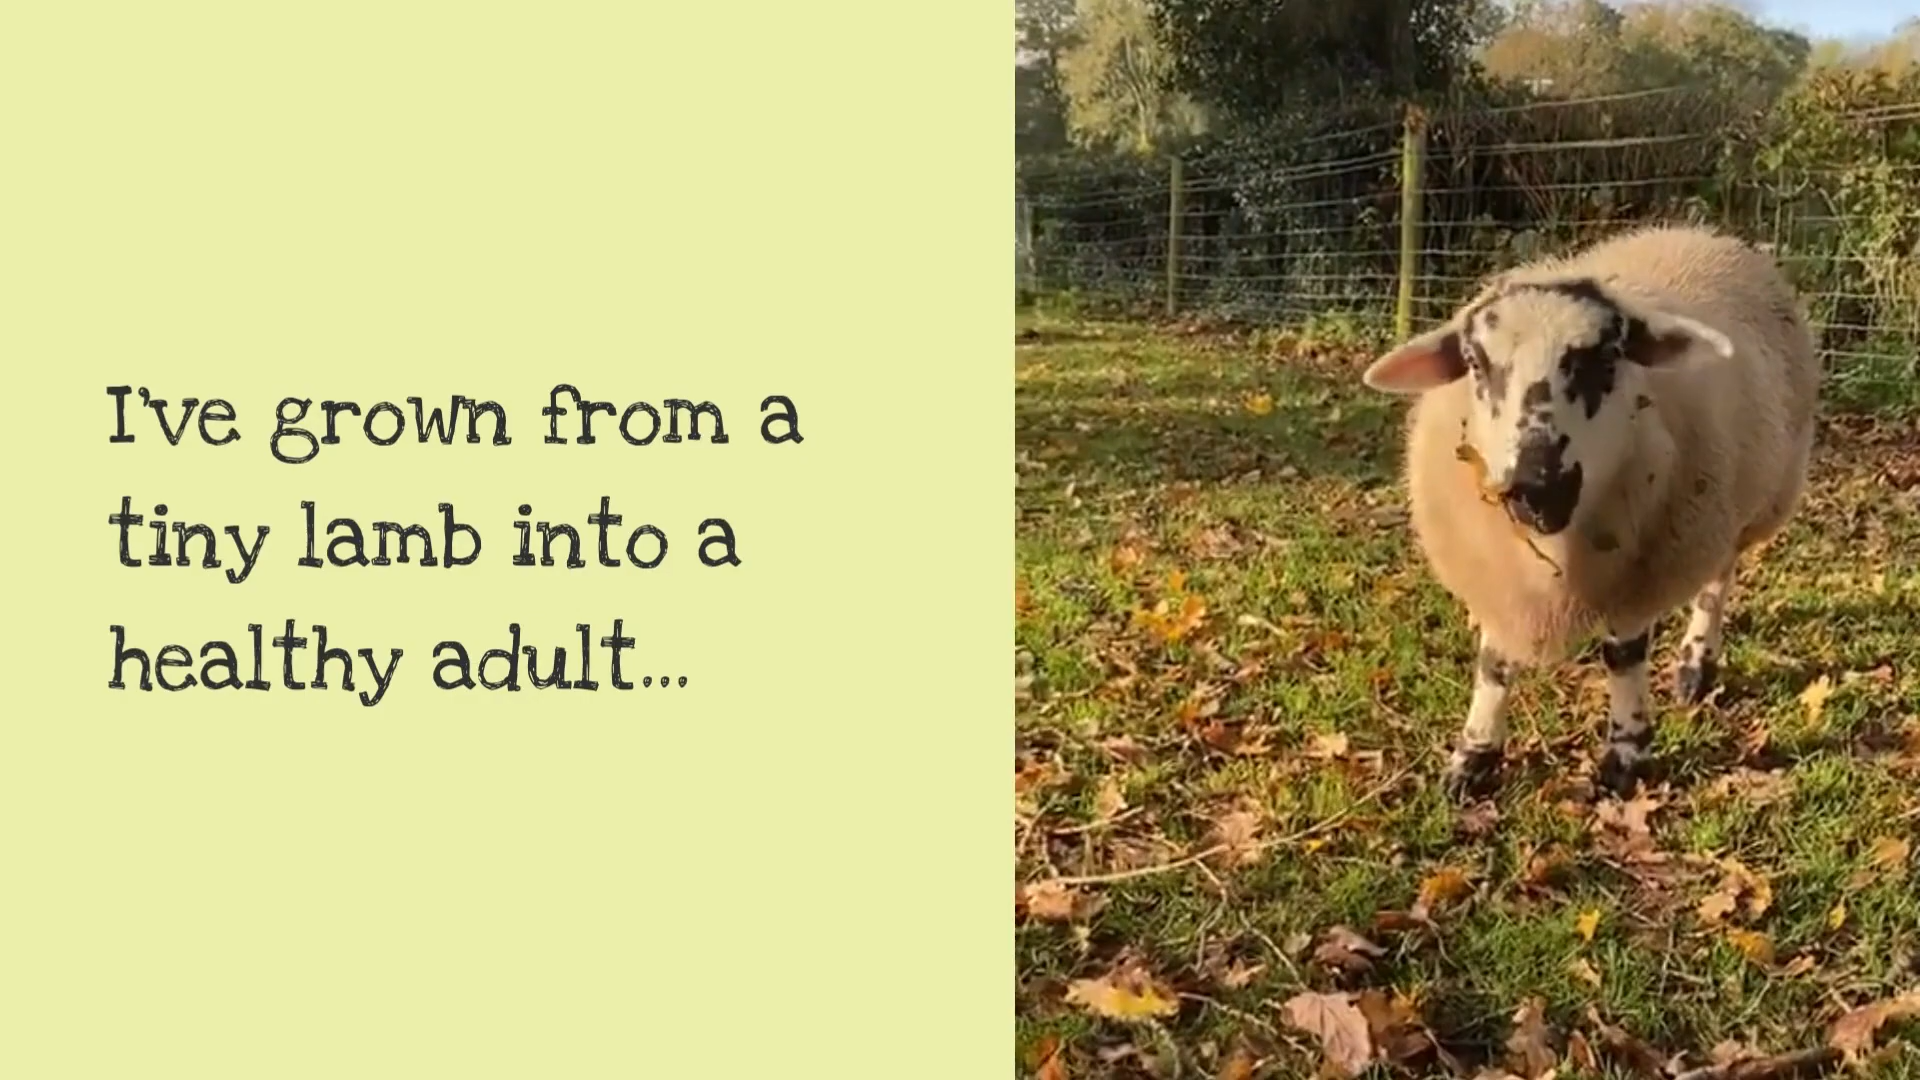 I've grown from a
tiny lamb into a
healthy adult...